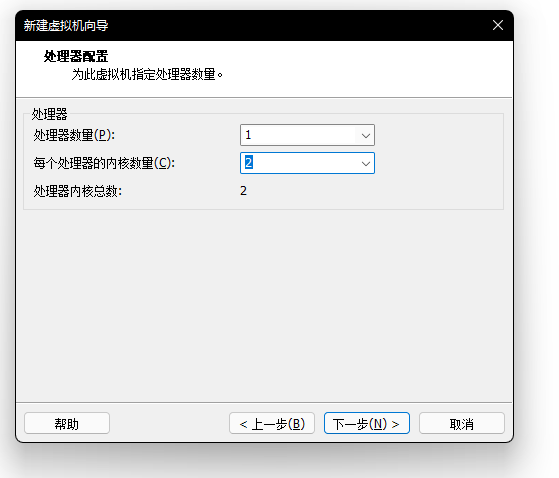 新建虚拟机向导
处理器配置
为此虚拟机指定处理器数量。
处理器
处理器数量(P): 1
每个处理器的内核数量(C): 2
处理器内核总数: 2
帮助 < 上一步(B) 下一步(N) > 取消